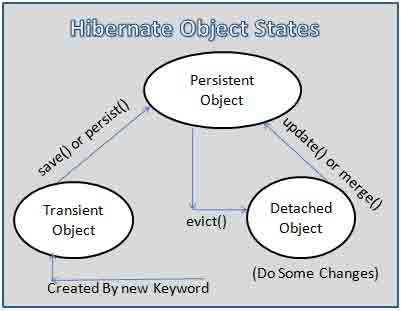 Hibernate Object States
Persistent
Object
save() or persist()
update() or merge()
Transient
Object
evict()
Detached
Object
(Do Some Changes)
Created By new Keyword